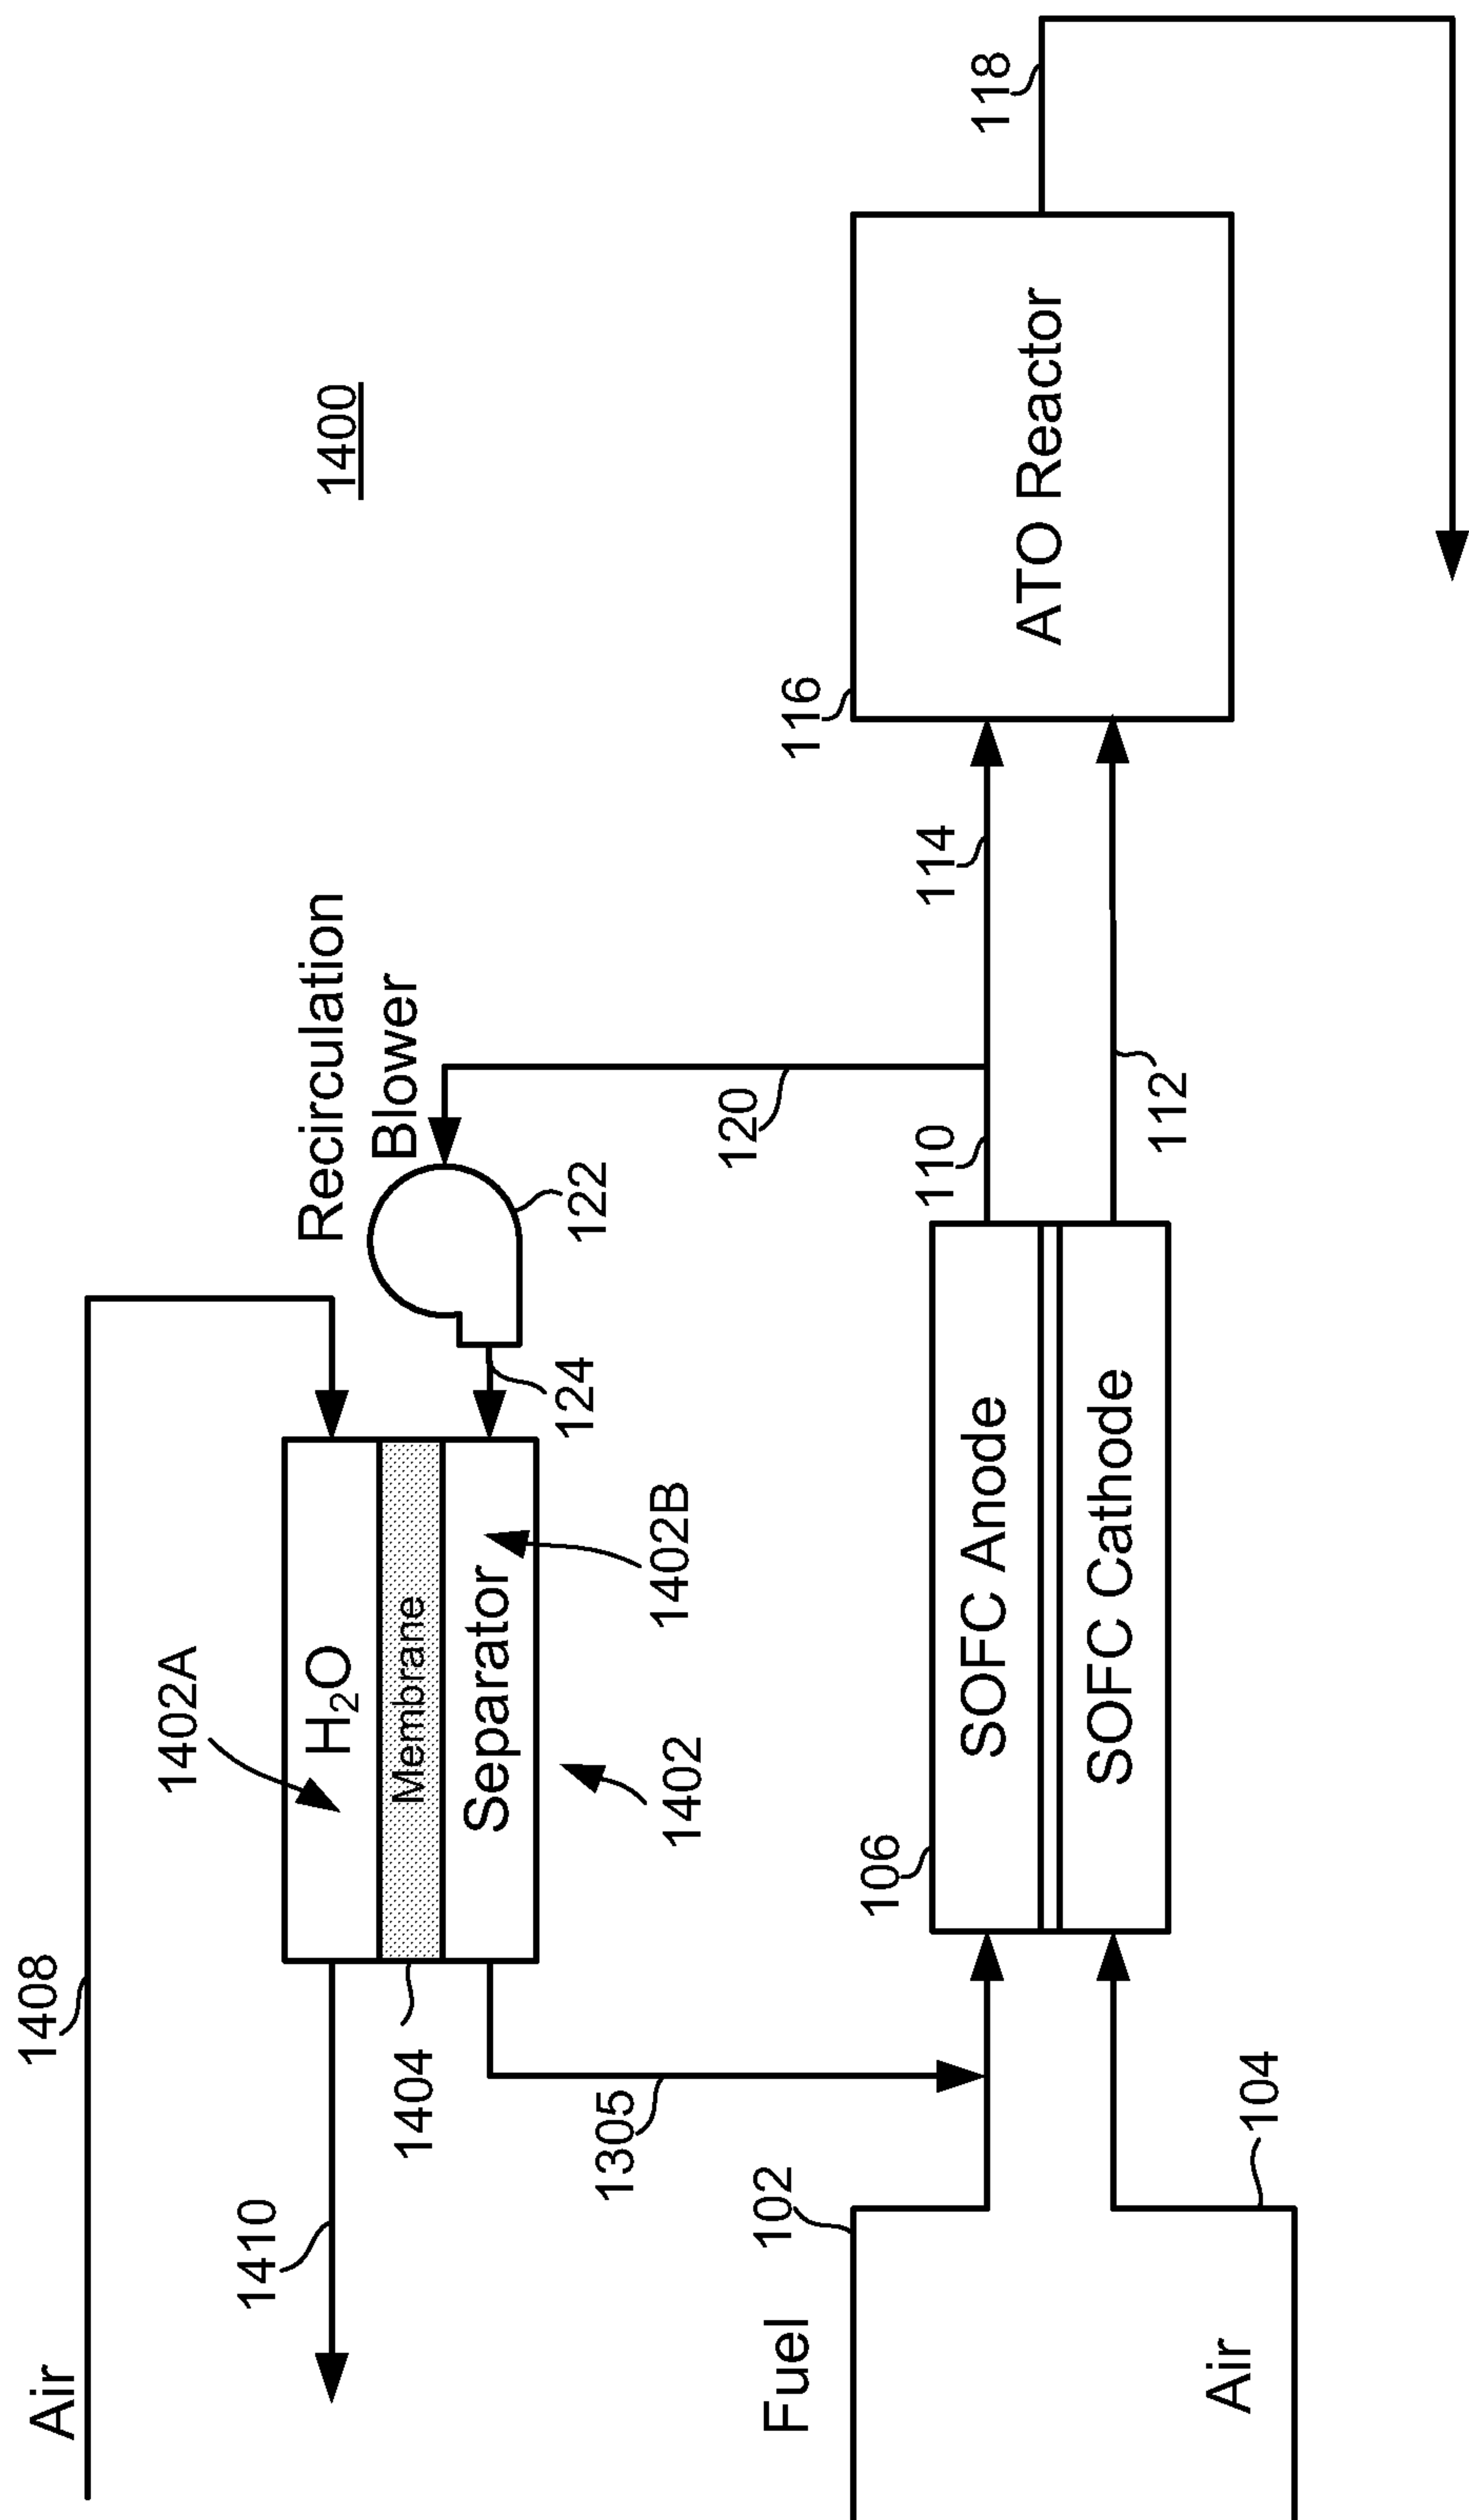 Air
1408
1402A
1410
H₂O
Recirculation
Blower
1400
1404
Membrane
Separator
124
122
1305
1402
1402B
120
Fuel
102
116
106
110
114
SOFC Anode
118
ATO Reactor
SOFC Cathode
112
Air
104